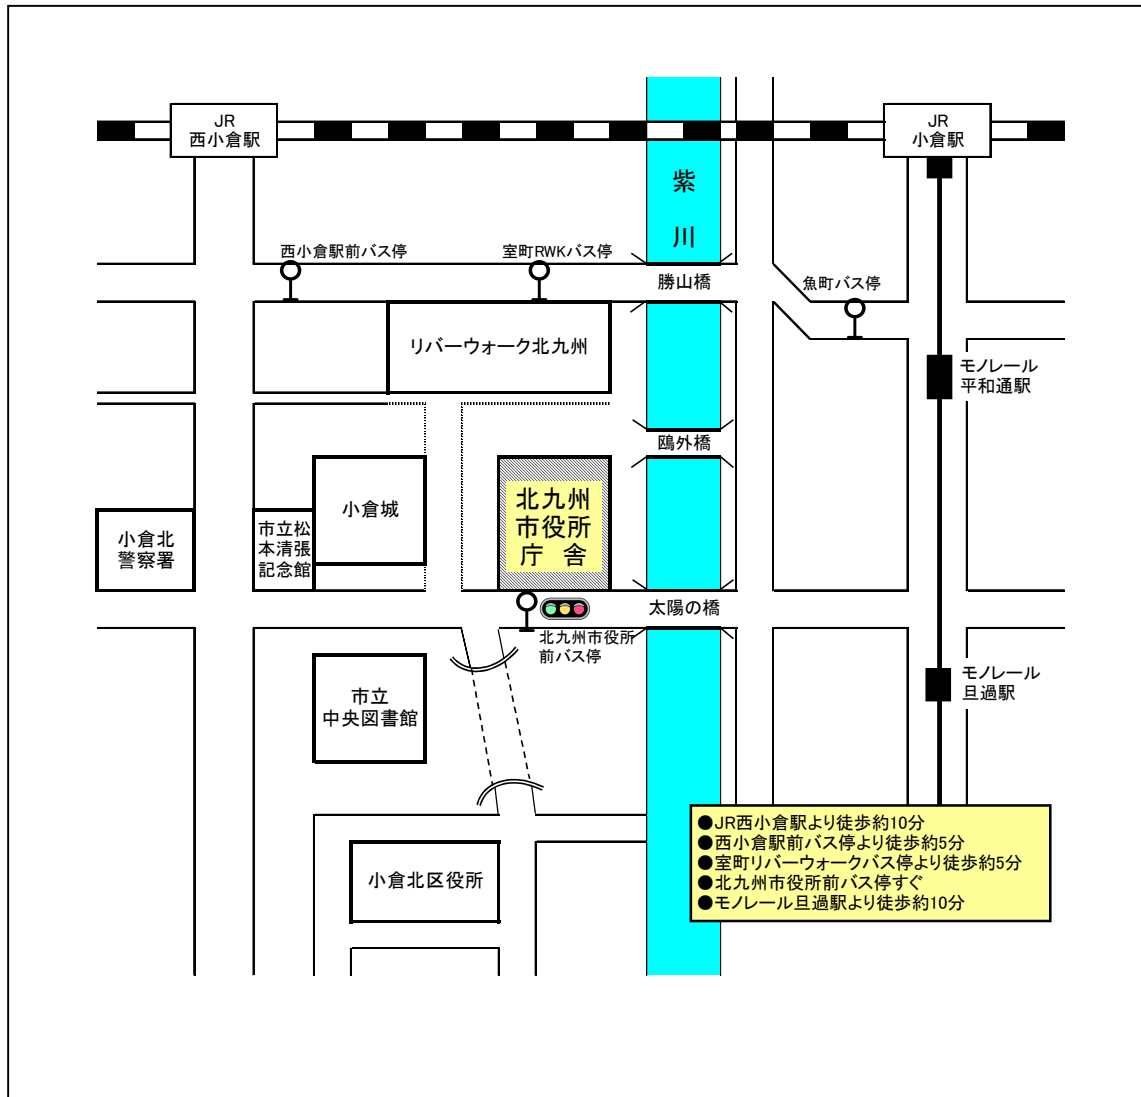 JR
西小倉駅
JR
小倉駅
紫
川
西小倉駅前バス停
室町RWKバス停
勝山橋
魚町バス停
リバーウォーク北九州
モノレール
平和通駅
鴎外橋
小倉城
北九州
市役所
庁 舎
小倉北
警察署
市立松
本清張
記念館
太陽の橋
北九州市役所
前バス停
市立
中央図書館
モノレール
旦過駅
小倉北区役所
●JR西小倉駅より徒歩約10分
●西小倉駅前バス停より徒歩約5分
●室町リバーウォークバス停より徒歩約5分
●北九州市役所前バス停すぐ
●モノレール旦過駅より徒歩約10分